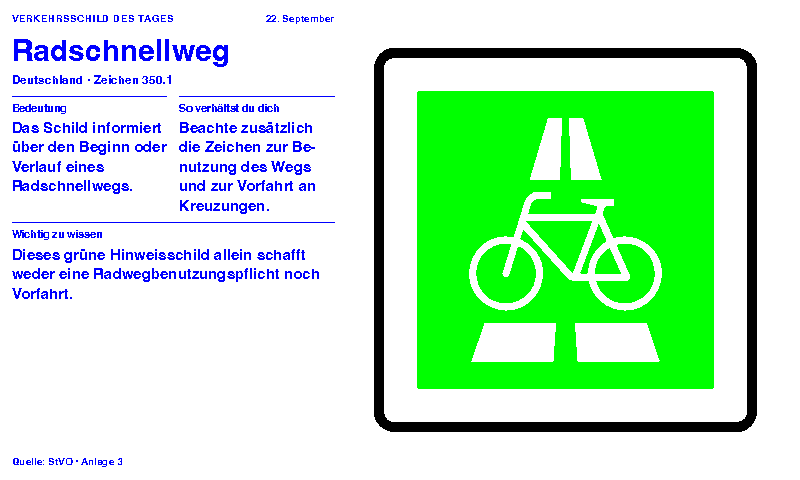 VERKEHRSSCHILD DES TAGES
22. September
Radschnellweg
Deutschland · Zeichen 350.1
Bedeutung
Das Schild informiert
über den Beginn oder
Verlauf eines
Radschnellwegs.
So verhältst du dich
Beachte zusätzlich
die Zeichen zur Be-
nutzung des Wegs
und zur Vorfahrt an
Kreuzungen.
Wichtig zu wissen
Dieses grüne Hinweisschild allein schafft
weder eine Radwegbenutzungspflicht noch
Vorfahrt.
Quelle: StVO · Anlage 3